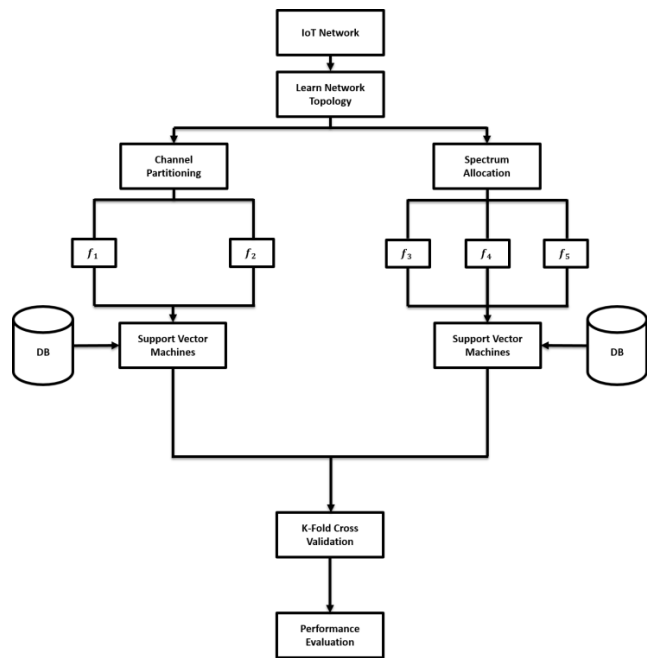 IoT Network
Learn Network
Topology
Channel
Partitioning
Spectrum
Allocation
f₁
f₂
f₃
f₄
f₅
DB
Support Vector
Machines
Support Vector
Machines
DB
K-Fold Cross
Validation
Performance
Evaluation